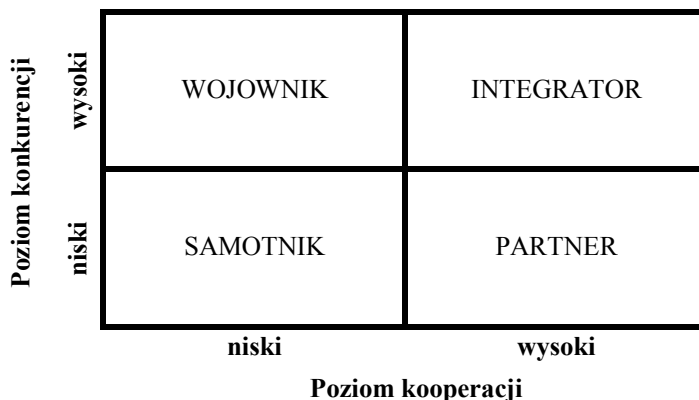 Poziom konkurencji
wysoki
WOJOWNIK
INTEGRATOR
niski
SAMOTNIK
PARTNER
niski
wysoki
Poziom kooperacji